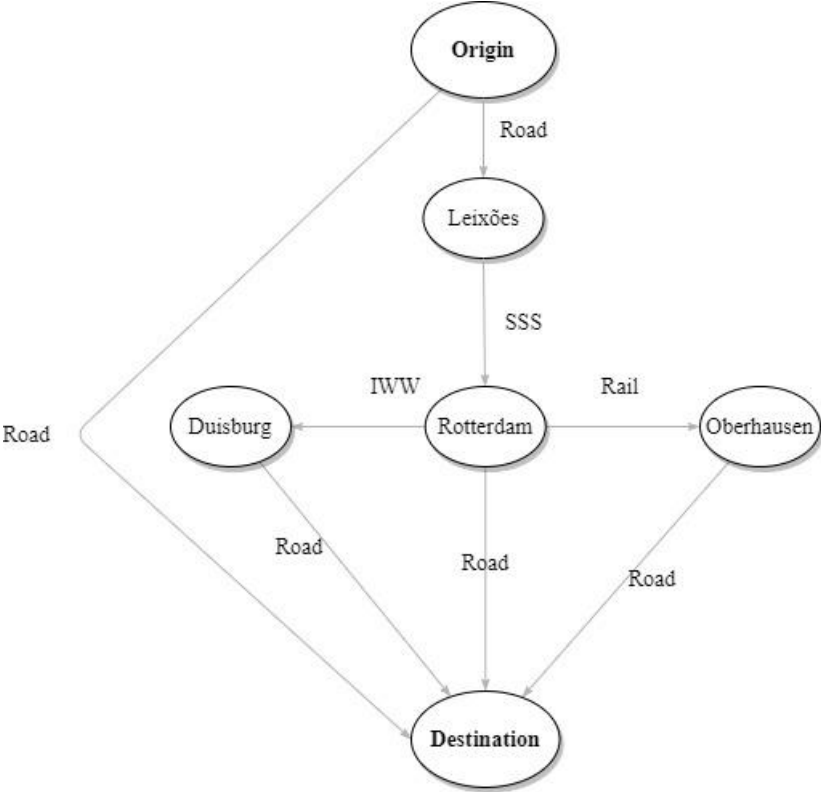 Origin
Road
Leixões
SSS
IWW
Rail
Road
Duisburg
Rotterdam
Oberhausen
Road
Road
Road
Destination